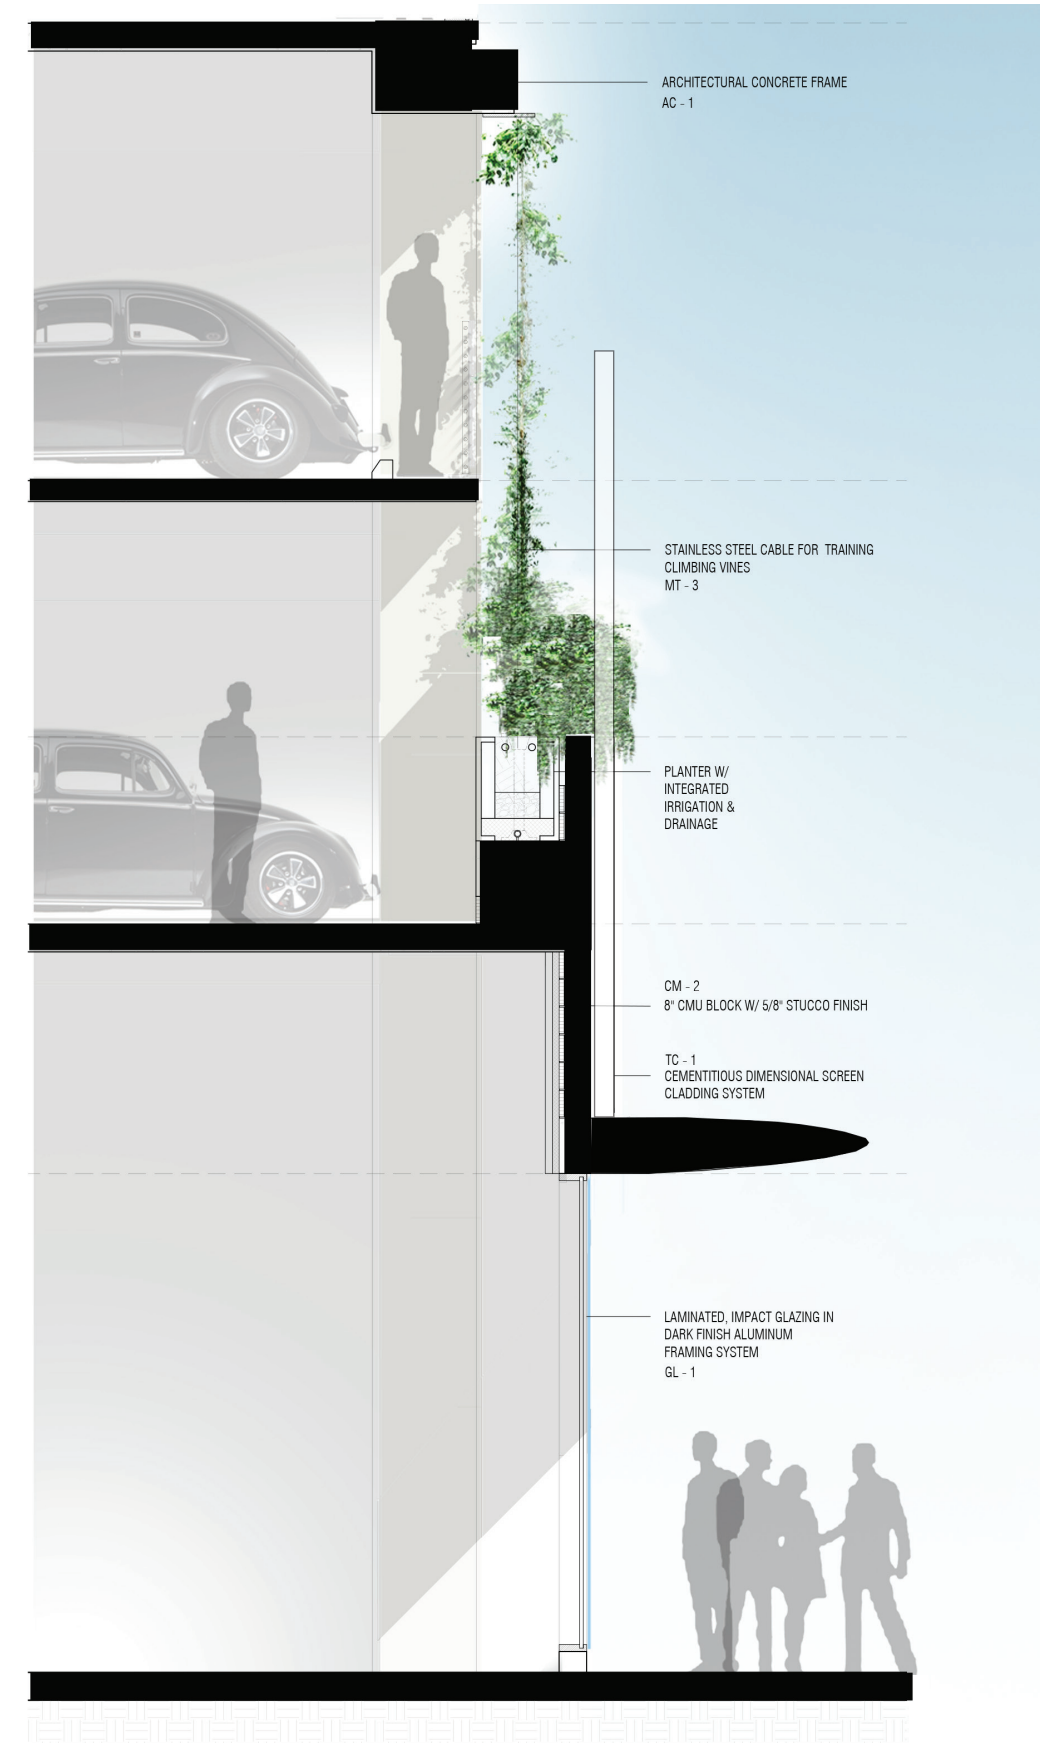 ARCHITECTURAL CONCRETE FRAME
AC - 1
STAINLESS STEEL CABLE FOR TRAINING
CLIMBING VINES
MT - 3
PLANTER W/
INTEGRATED
IRRIGATION &
DRAINAGE
CM - 2
8" CMU BLOCK W/ 5/8" STUCCO FINISH
TC - 1
CEMENTITIOUS DIMENSIONAL SCREEN
CLADDING SYSTEM
LAMINATED, IMPACT GLAZING IN
DARK FINISH ALUMINUM
FRAMING SYSTEM
GL - 1